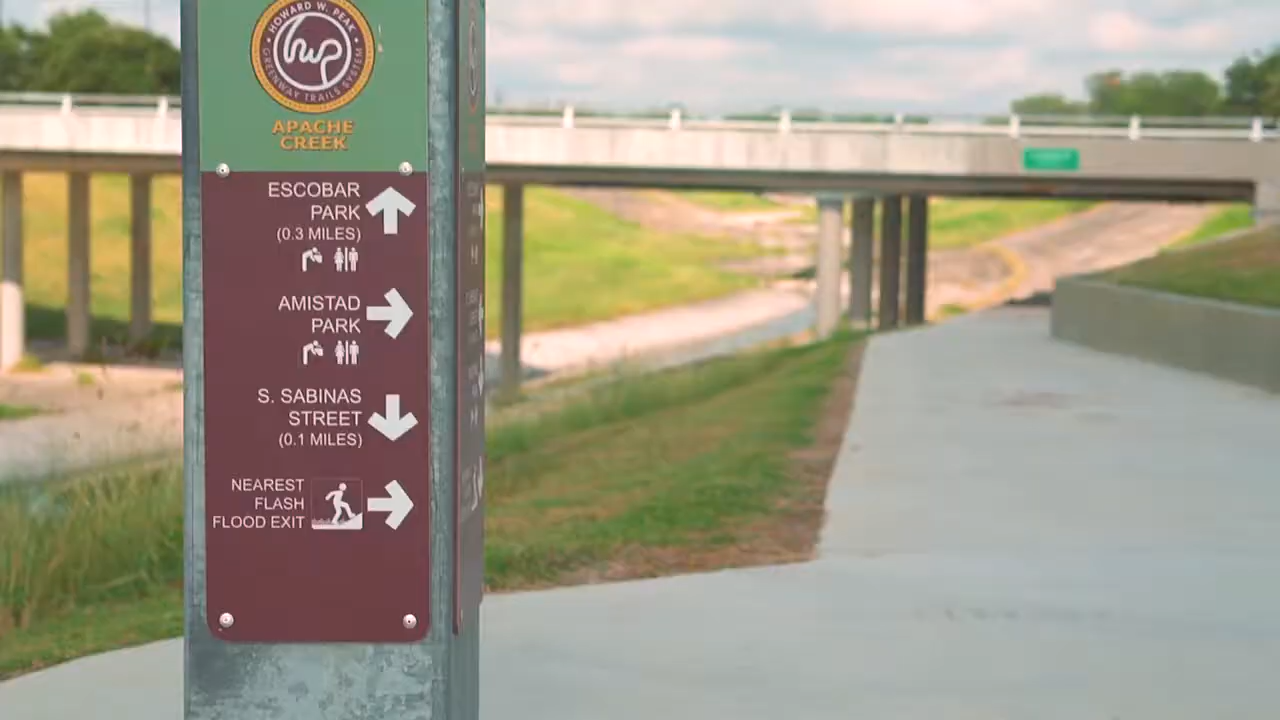 HOWARD W. PEAK
hwp
GREENWAY TRAILS SYSTEM
APACHE
CREEK
ESCOBAR
PARK
(0.3 MILES)
AMISTAD
PARK
S. SABINAS
STREET
(0.1 MILES)
NEAREST
FLASH
FLOOD EXIT